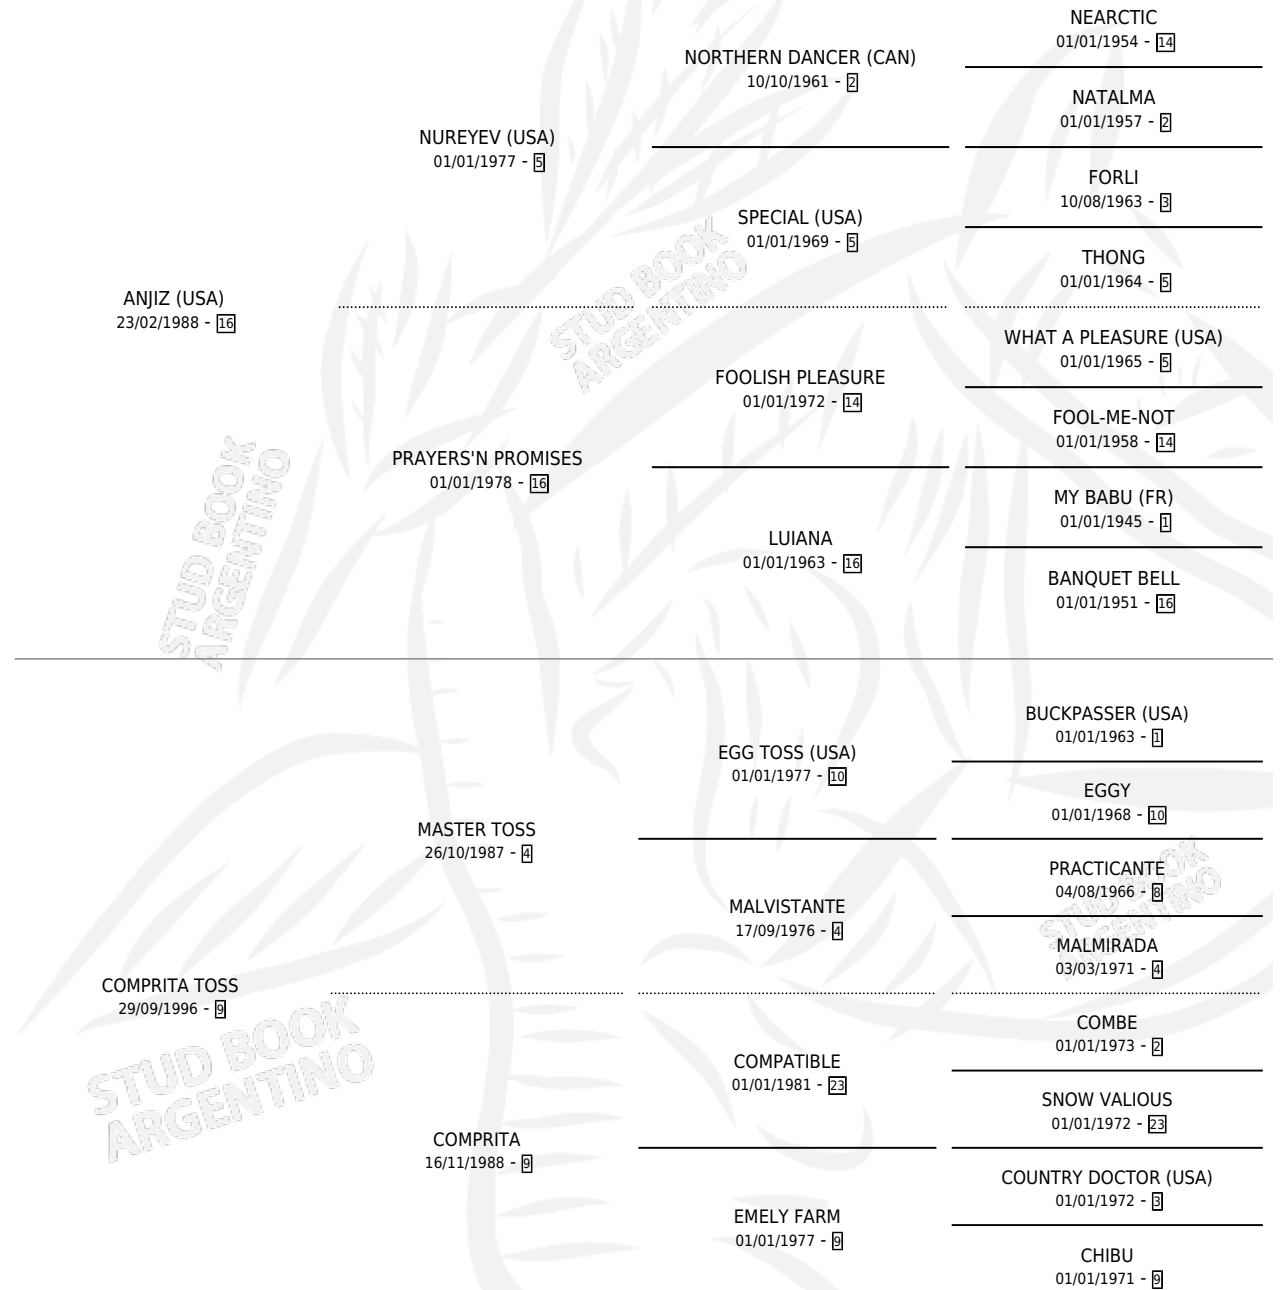 NEARCTIC
01/01/1954 - 14
NORTHERN DANCER (CAN)
10/10/1961 - 2
NATALMA
01/01/1957 - 2
NUREYEV (USA)
01/01/1977 - 5
FORLI
10/08/1963 - 3
SPECIAL (USA)
01/01/1969 - 5
THONG
01/01/1964 - 5
ANJIZ (USA)
23/02/1988 - 16
STUD BOOK
ARGENTINO
WHAT A PLEASURE (USA)
01/01/1965 - 5
FOOLISH PLEASURE
01/01/1972 - 14
FOOL-ME-NOT
01/01/1958 - 14
PRAYERS'N PROMISES
01/01/1978 - 16
MY BABU (FR)
01/01/1945 - 1
LUIANA
01/01/1963 - 16
BANQUET BELL
01/01/1951 - 16
STUD BOOK
ARGENTINO
BUCKPASSER (USA)
01/01/1963 - 1
EGG TOSS (USA)
01/01/1977 - 10
EGGY
01/01/1968 - 10
MASTER TOSS
26/10/1987 - 4
PRACTICANTE
04/08/1966 - 8
MALVISTANTE
17/09/1976 - 4
STUD BOOK
ARGENTINO
MALMIRADA
03/03/1971 - 4
COMPRITA TOSS
29/09/1996 - 9
COMBE
01/01/1973 - 2
COMPATIBLE
01/01/1981 - 23
STUD BOOK
ARGENTINO
SNOW VALIOUS
01/01/1972 - 23
COMPRITA
16/11/1988 - 9
COUNTRY DOCTOR (USA)
01/01/1972 - 3
EMELY FARM
01/01/1977 - 9
CHIBU
01/01/1971 - 9